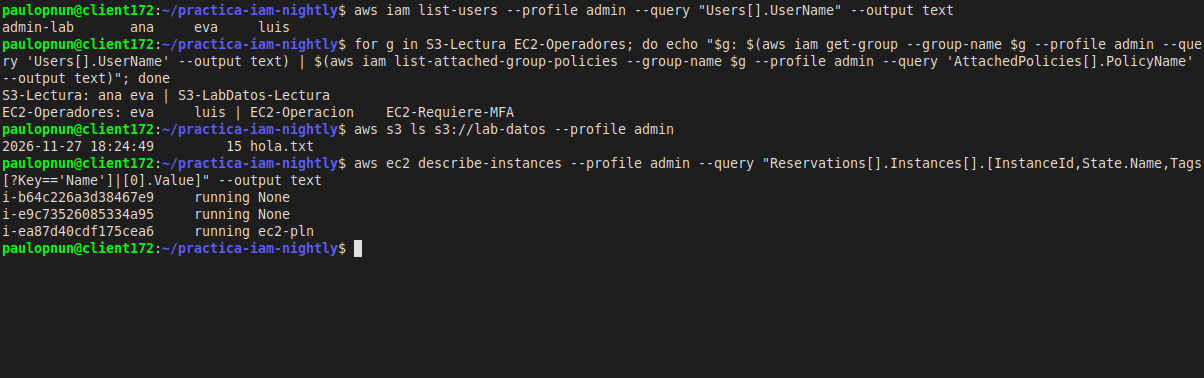 paulopnun@client172:~/practica-iam-nightly$ aws iam list-users --profile admin --query "Users[].UserName" --output text
admin-lab       ana     eva     luis
paulopnun@client172:~/practica-iam-nightly$ for g in S3-Lectura EC2-Operadores; do echo "$g: $(aws iam get-group --group-name $g --profile admin --que
ry 'Users[].UserName' --output text) | $(aws iam list-attached-group-policies --group-name $g --profile admin --query 'AttachedPolicies[].PolicyName'
--output text)"; done
S3-Lectura: ana eva | S3-LabDatos-Lectura
EC2-Operadores: eva     luis | EC2-Operacion    EC2-Requiere-MFA
paulopnun@client172:~/practica-iam-nightly$ aws s3 ls s3://lab-datos --profile admin
2026-11-27 18:24:49         15 hola.txt
paulopnun@client172:~/practica-iam-nightly$ aws ec2 describe-instances --profile admin --query "Reservations[].Instances[].[InstanceId,State.Name,Tags
[?Key=='Name']|[0].Value]" --output text
i-b64c226a3d38467e9     running None
i-e9c73526085334a95     running None
i-ea87d40cdf175cea6     running ec2-pln
paulopnun@client172:~/practica-iam-nightly$